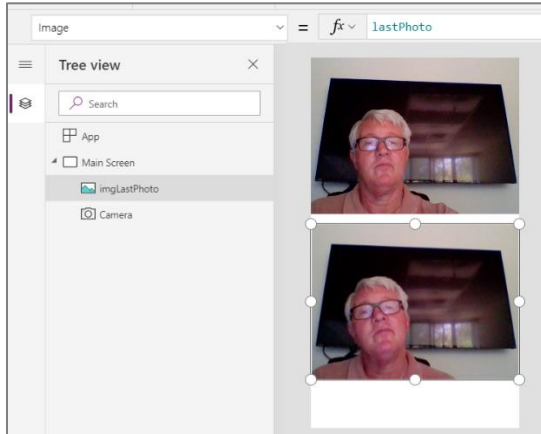 Image = fx lastPhoto
Tree view
Search
App
Main Screen
imgLastPhoto
Camera